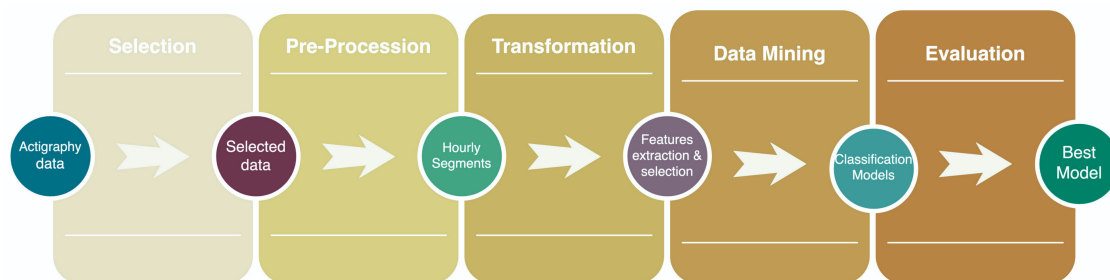 Selection
Pre-Procession
Transformation
Data Mining
Evaluation
Actigraphy
data
Selected
data
Hourly
Segments
Features
extraction &
selection
Classification
Models
Best
Model